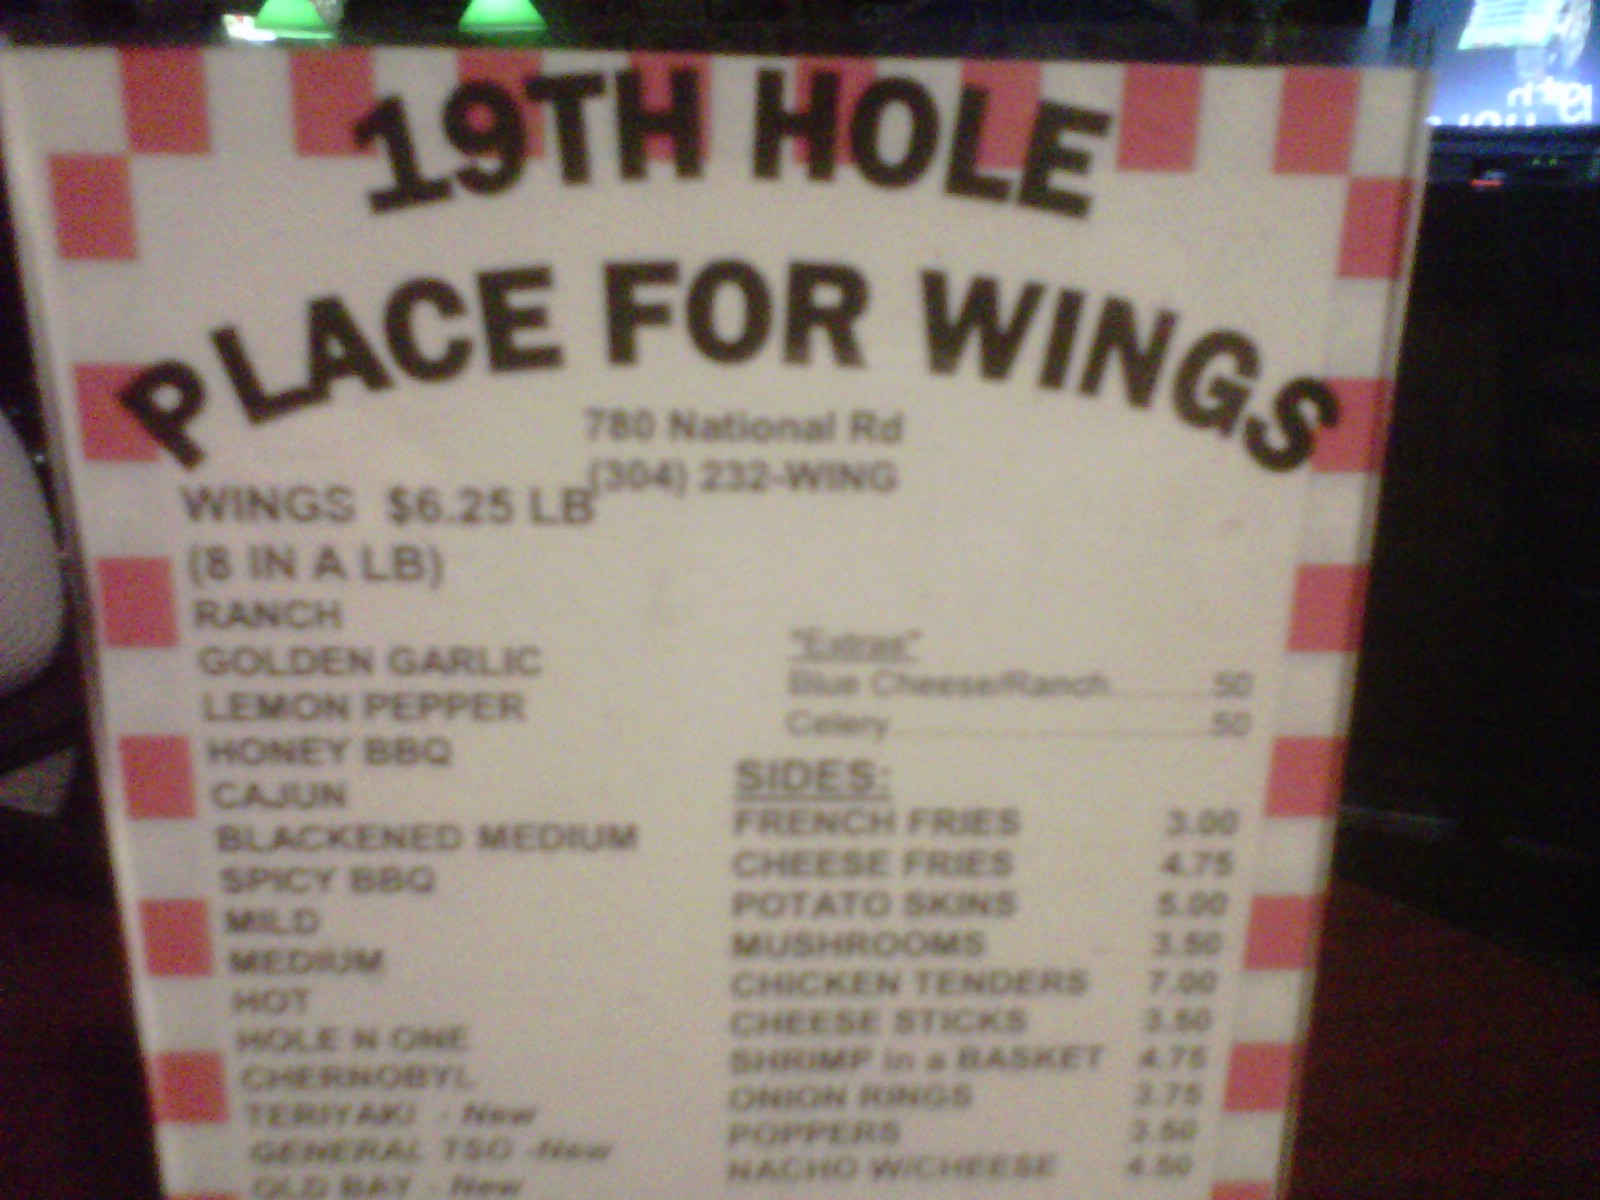 19TH HOLE
PLACE FOR WINGS
780 National Rd
(304) 232-WING
WINGS $6.25 LB
(8 IN A LB)
RANCH
GOLDEN GARLIC
LEMON PEPPER
HONEY BBQ
CAJUN
BLACKENED MEDIUM
SPICY BBQ
MILD
MEDIUM
HOT
HOLE N ONE
CHERNOBYL
TERIYAKI - New
GENERAL TSO -New
OLD BAY - New
"Extras"
Blue Cheese/Ranch..........50
Celery................................50
SIDES:
FRENCH FRIES 3.00
CHEESE FRIES 4.75
POTATO SKINS 5.00
MUSHROOMS 3.50
CHICKEN TENDERS 7.00
CHEESE STICKS 3.50
SHRIMP in a BASKET 4.75
ONION RINGS 3.75
POPPERS 3.50
NACHO W/CHEESE 4.50